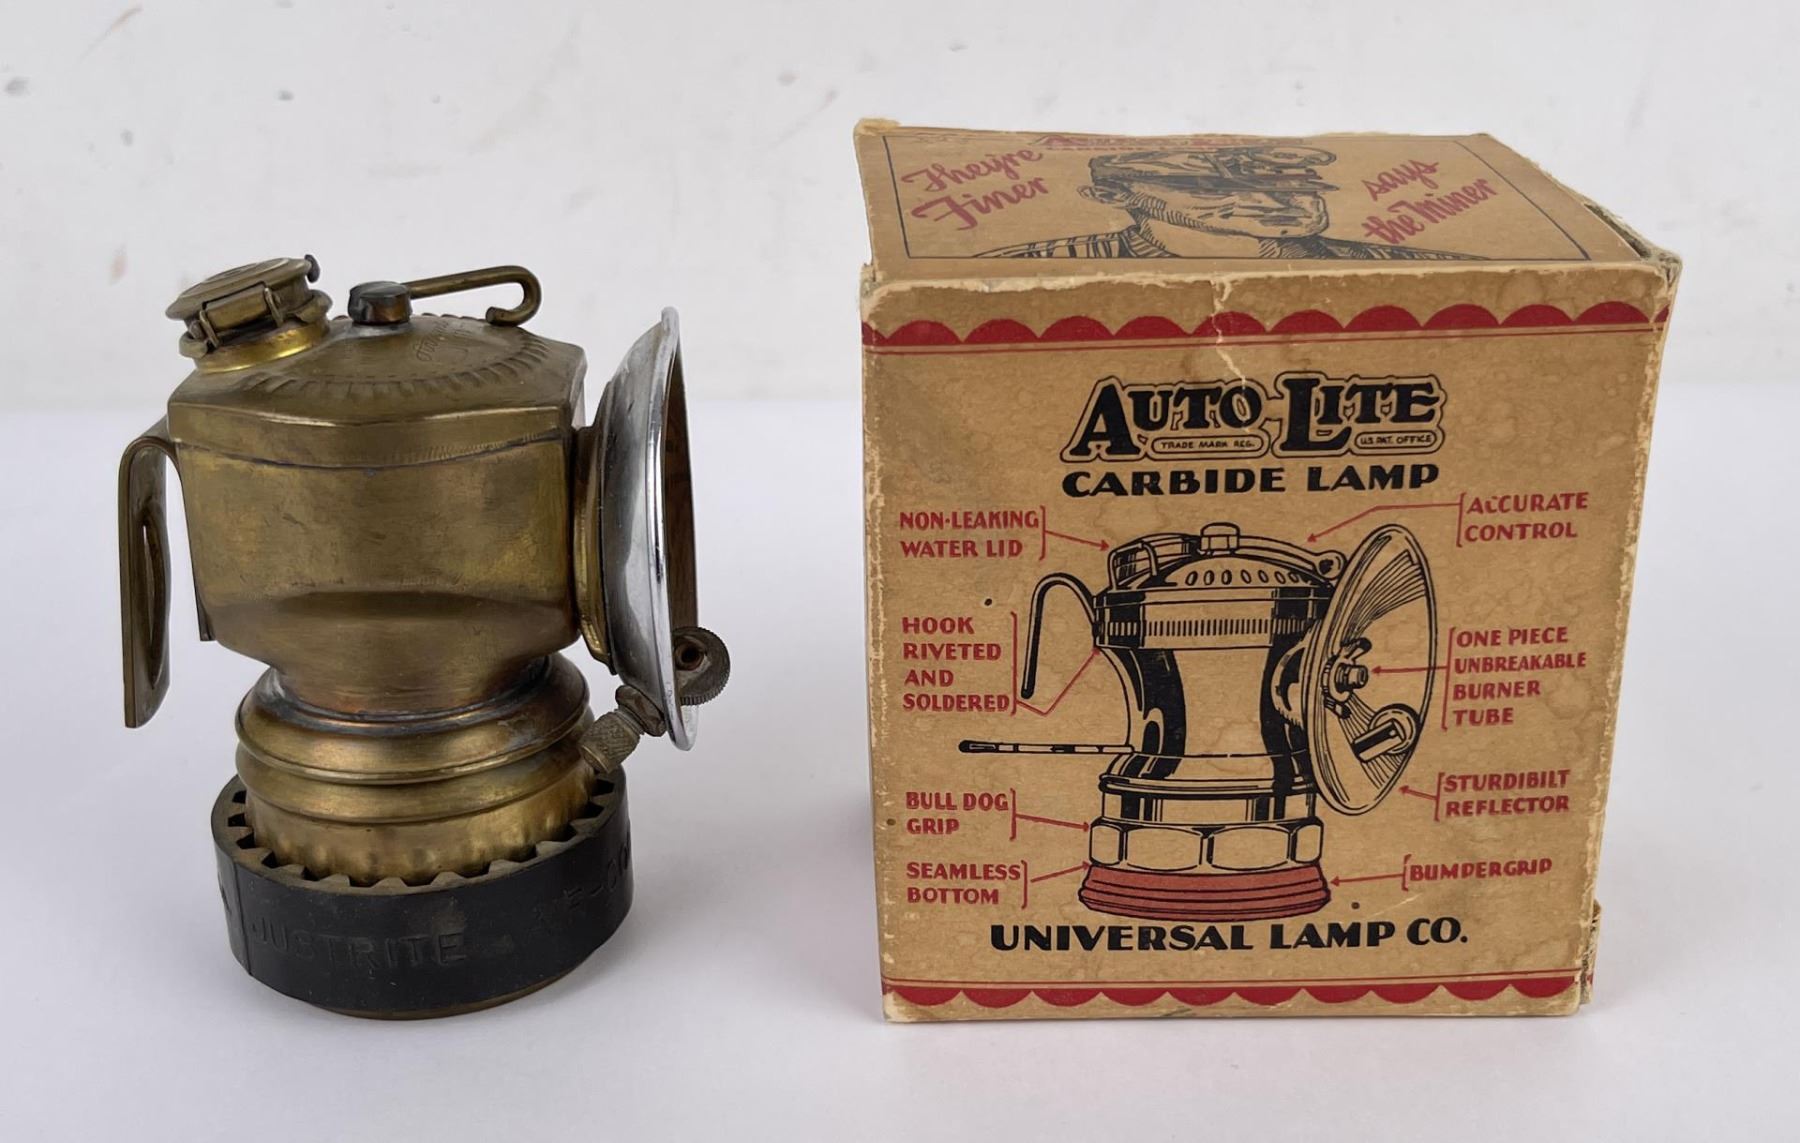 They're
Finer
says
the Miner
AUTO-LITE
TRADE MARK REG.
U.S. PAT. OFFICE
CARBIDE LAMP
NON-LEAKING
WATER LID
ACCURATE
CONTROL
HOOK
RIVETED
AND
SOLDERED
ONE PIECE
UNBREAKABLE
BURNER
TUBE
BULL DOG
GRIP
STURDIBILT
REFLECTOR
SEAMLESS
BOTTOM
BUMPERGRIP
UNIVERSAL LAMP CO.
JUSTRITE